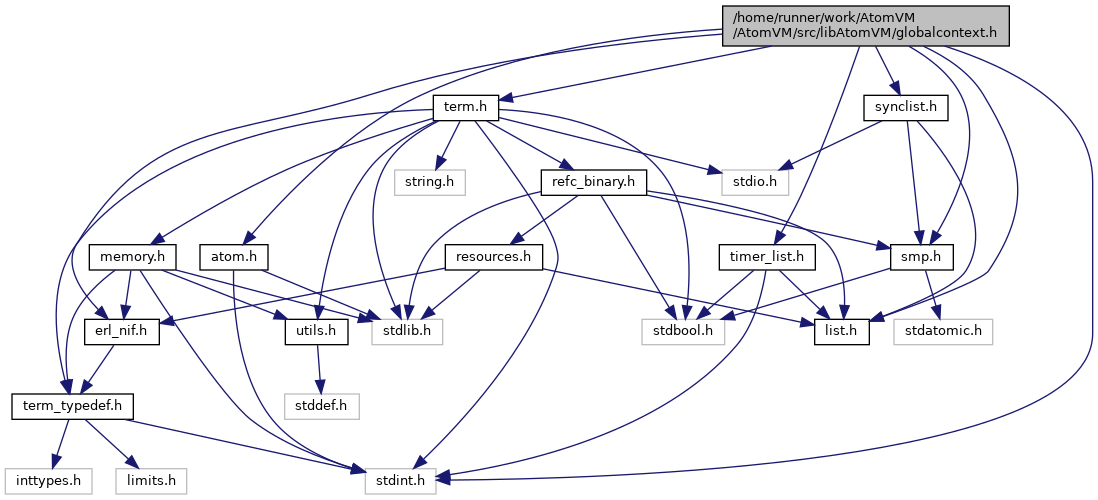 /home/runner/work/AtomVM
/AtomVM/src/libAtomVM/globalcontext.h
term.h
synclist.h
string.h
refc_binary.h
stdio.h
memory.h
atom.h
resources.h
timer_list.h
smp.h
erl_nif.h
utils.h
stdlib.h
stdbool.h
list.h
stdatomic.h
term_typedef.h
stddef.h
inttypes.h
limits.h
stdint.h